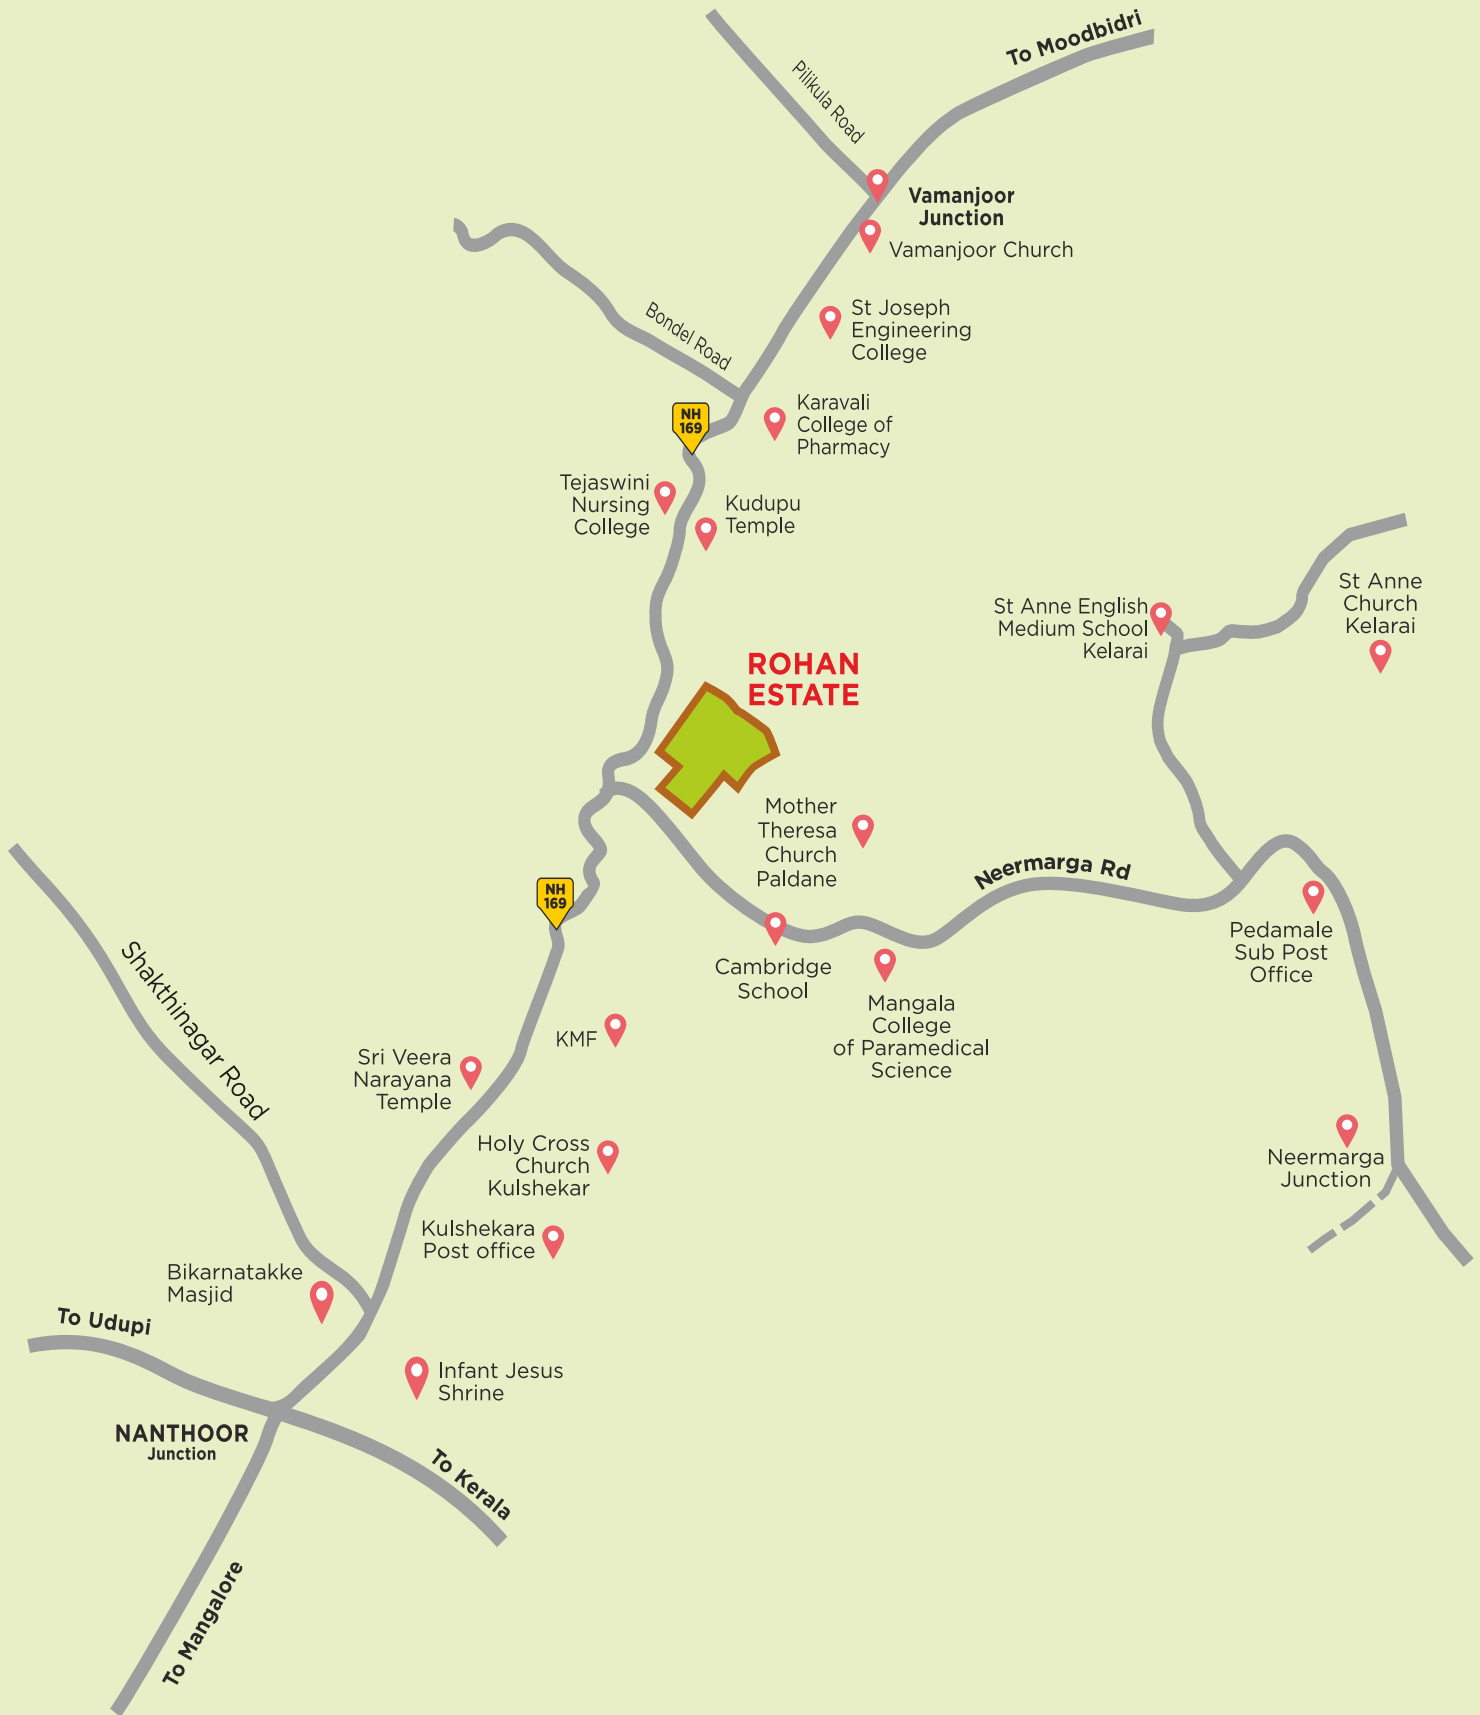 To Moodbidri
Pilikula Road
Vamanjoor
Junction
Vamanjoor Church
St Joseph
Engineering
College
Bondel Road
Karavali
College of
Pharmacy
NH
169
Tejaswini
Nursing
College
Kudupu
Temple
St Anne
Church
Kelarai
St Anne English
Medium School
Kelarai
ROHAN
ESTATE
Mother
Theresa
Church
Paldane
Neermarga Rd
NH
169
Pedamale
Sub Post
Office
Cambridge
School
Mangala
College
of Paramedical
Science
Shakthinagar Road
KMF
Sri Veera
Narayana
Temple
Holy Cross
Church
Kulshekar
Neermarga
Junction
Kulshekara
Post office
Bikarnatakke
Masjid
To Udupi
Infant Jesus
Shrine
NANTHOOR
Junction
To Kerala
To Mangalore